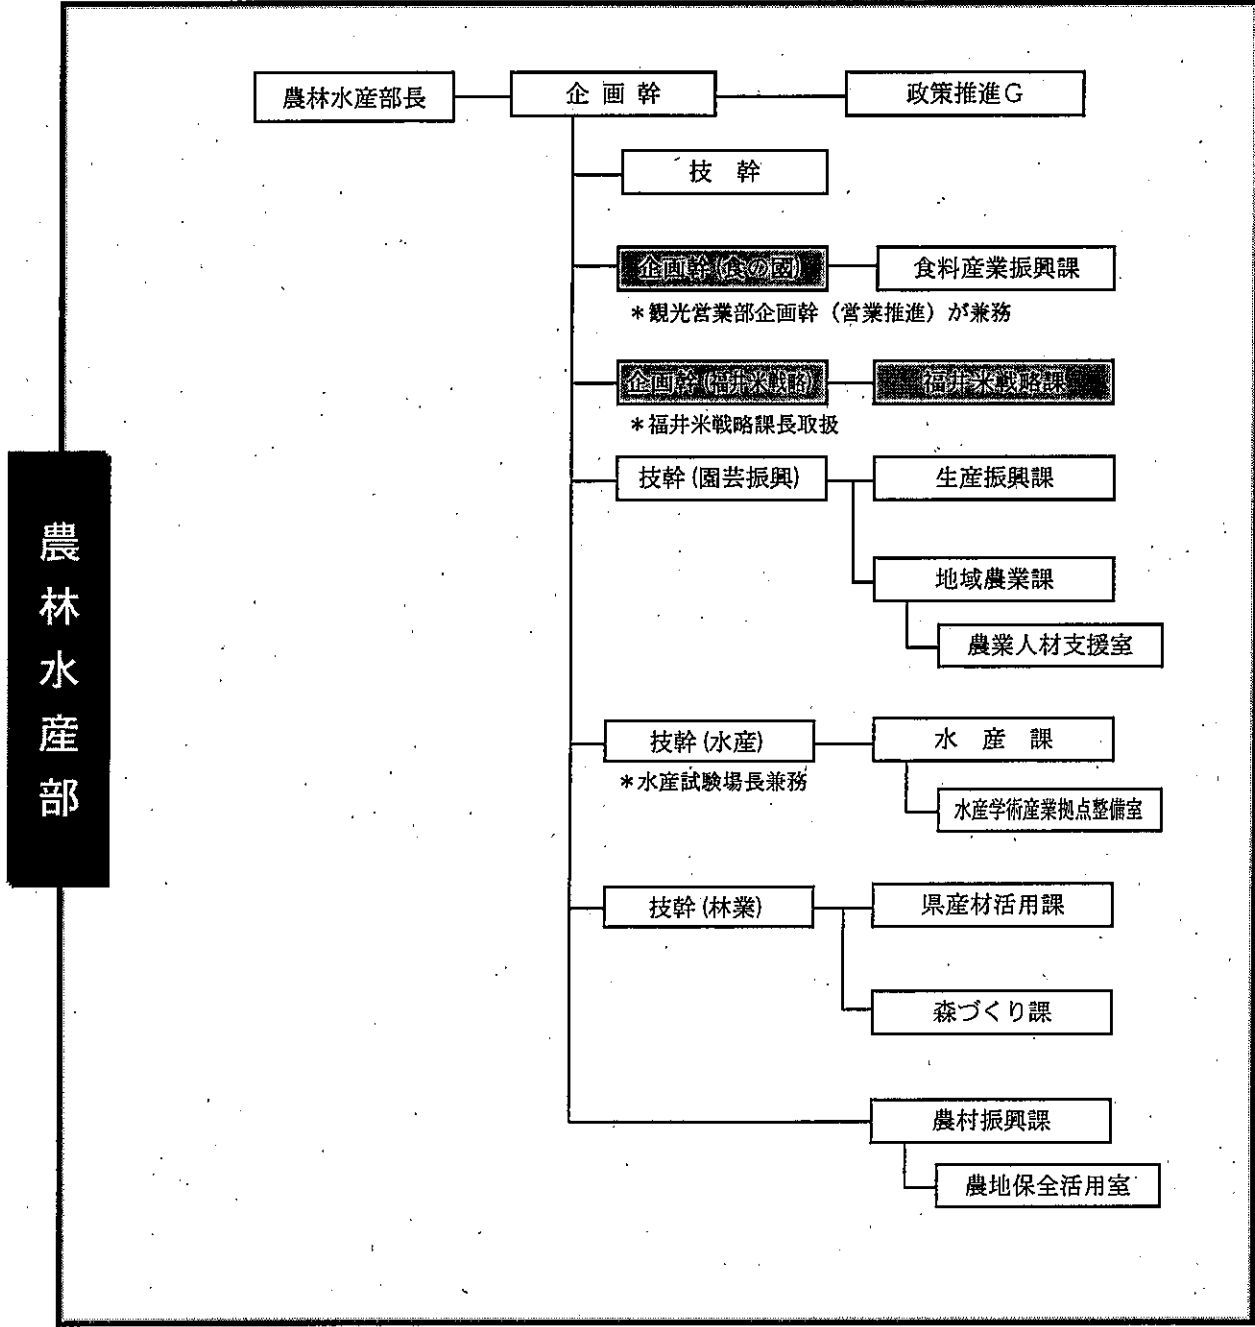 農林水産部
農林水産部長
企画幹
政策推進G
技幹
企画幹(食の國)
食料産業振興課
＊観光営業部企画幹（営業推進）が兼務
企画幹(福井米戦略)
福井米戦略課
＊福井米戦略課長取扱
技幹(園芸振興)
生産振興課
地域農業課
農業人材支援室
技幹(水産)
水産課
＊水産試験場長兼務
水産学術産業拠点整備室
技幹(林業)
県産材活用課
森づくり課
農村振興課
農地保全活用室